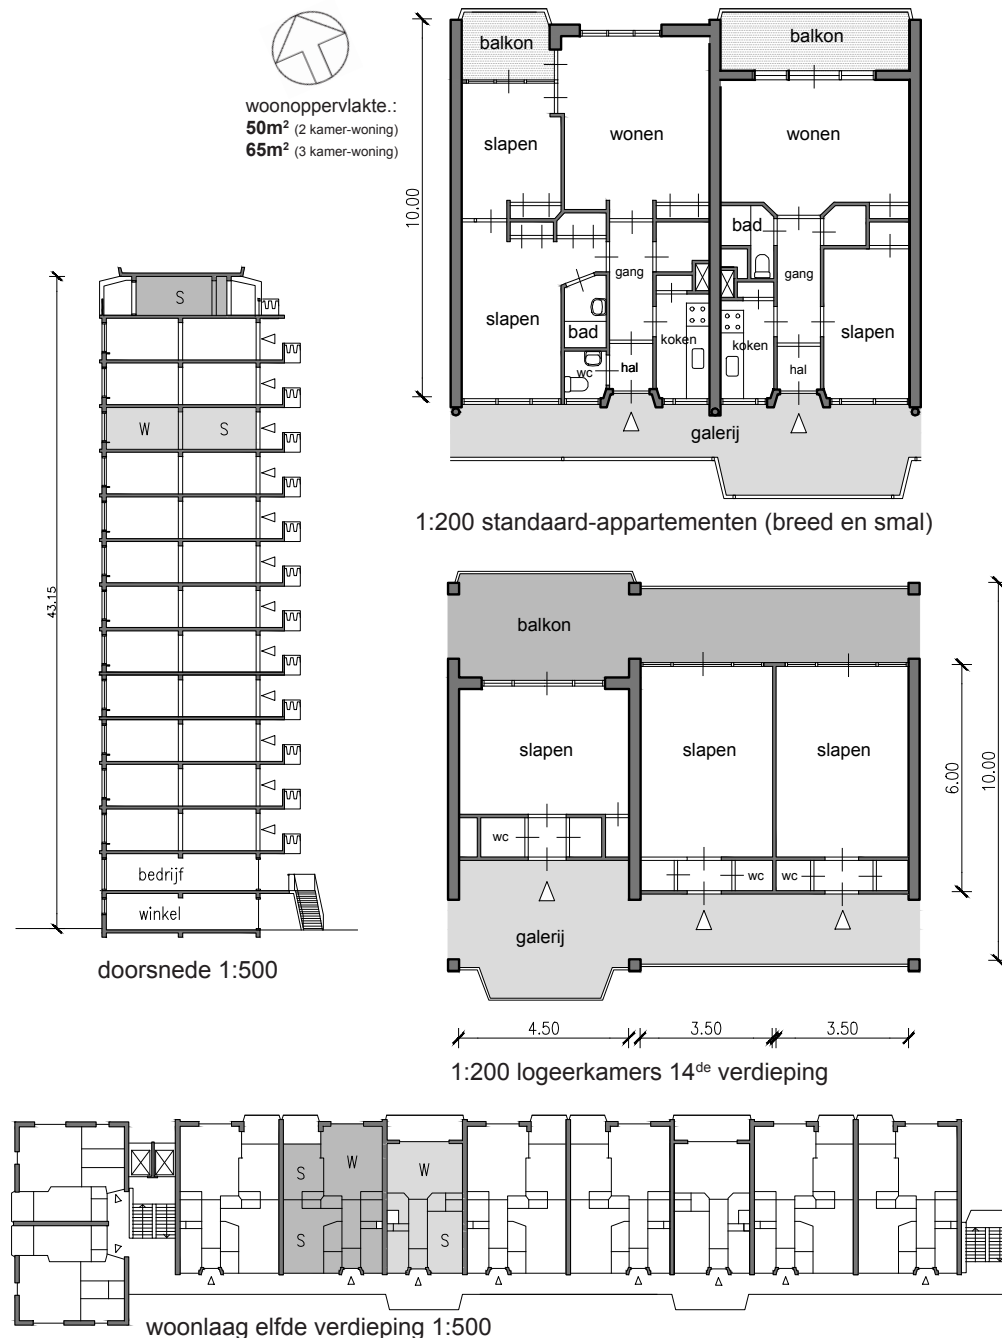 woonoppervlakte.:
50m² (2 kamer-woning)
65m² (3 kamer-woning)
10.00
balkon
balkon
slapen
wonen
wonen
bad
gang
gang
slapen
slapen
bad
koken
koken
wc
hal
hal
galerij
1:200 standaard-appartementen (breed en smal)
S
W
S
43.15
bedrijf
winkel
doorsnede 1:500
balkon
slapen
slapen
slapen
wc
wc
wc
galerij
6.00
10.00
4.50
3.50
3.50
1:200 logeerkamers 14de verdieping
S
W
W
S
S
woonlaag elfde verdieping 1:500